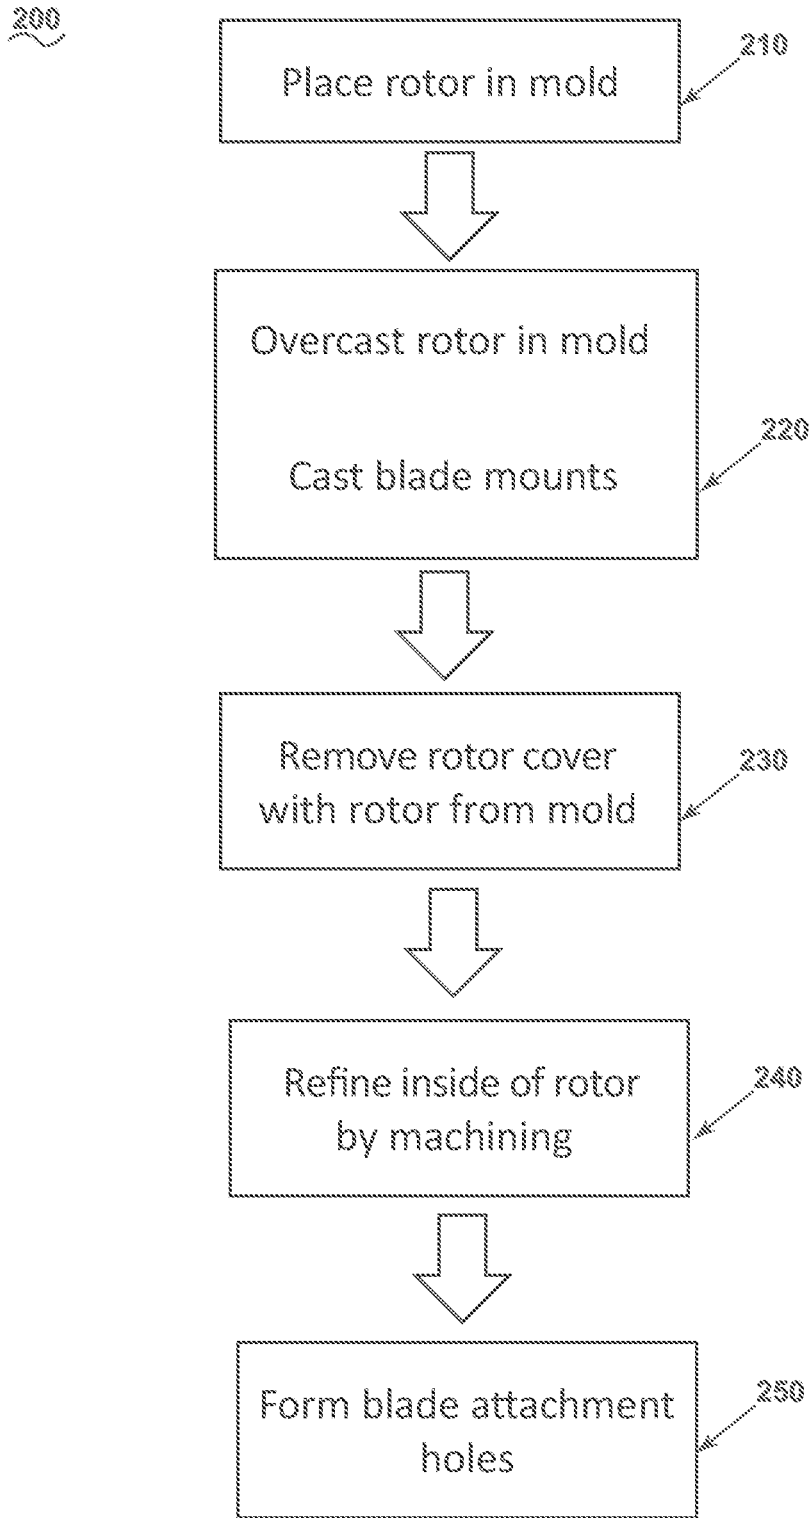 200
Place rotor in mold
210
Overcast rotor in mold
Cast blade mounts
220
Remove rotor cover
with rotor from mold
230
Refine inside of rotor
by machining
240
Form blade attachment
holes
250